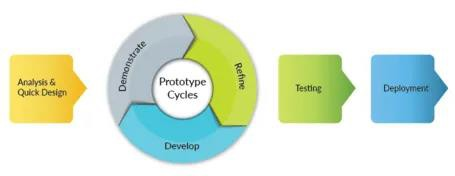 Analysis &
Quick Design
Demonstrate
Prototype
Cycles
Refine
Develop
Testing
Deployment